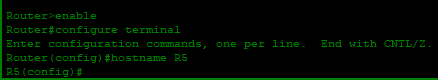 Router>enable
Router#configure terminal
Enter configuration commands, one per line.  End with CNTL/Z.
Router(config)#hostname R5
R5(config)#